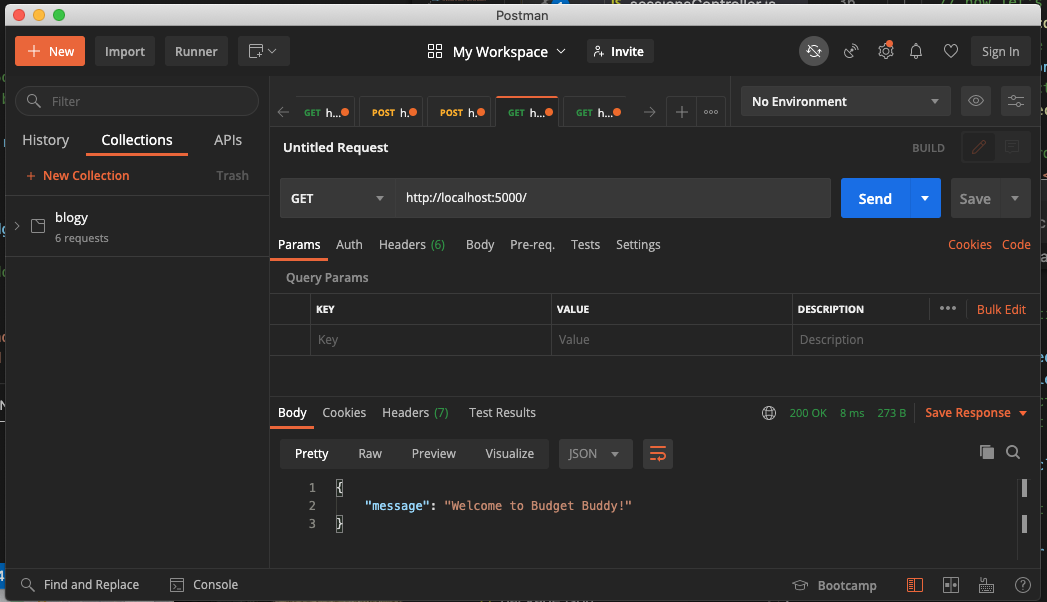 sessionsController.js
36
Postman
New
Import
Runner
My Workspace
Invite
Sign In
Filter
GET h...
POST h.
POST h.
GET h...
GET h...
No Environment
History
Collections
APIs
Untitled Request
BUILD
+ New Collection
Trash
GET
http://localhost:5000/
Send
Save
blogy
6 requests
Params
Auth
Headers (6)
Body
Pre-req.
Tests
Settings
Cookies
Code
Query Params
KEY
VALUE
DESCRIPTION
Bulk Edit
Key
Value
Description
Body
Cookies
Headers (7)
Test Results
200 OK
8 ms
273 B
Save Response
Pretty
Raw
Preview
Visualize
JSON
1 {
2 "message": "Welcome to Budget Buddy!"
3 }
Find and Replace
Console
Bootcamp